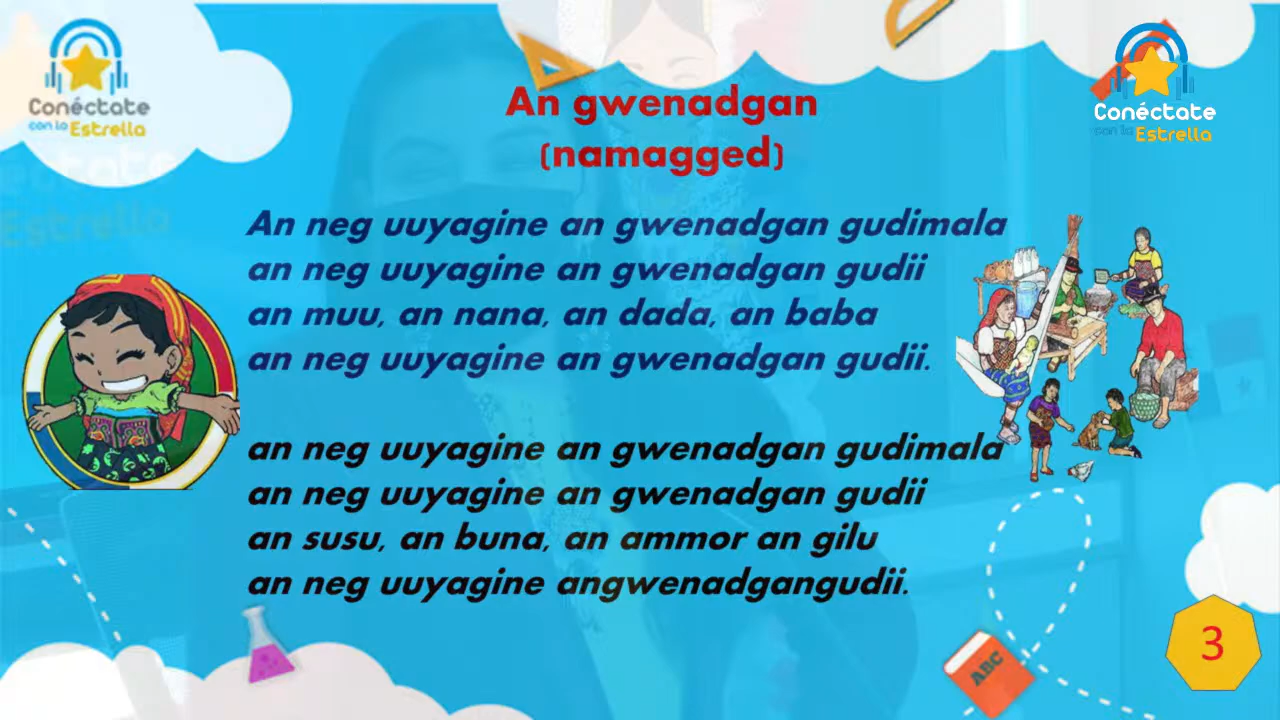 Conéctate
con la Estrella
Conéctate
con la Estrella
An gwenadgan
(namagged)
An neg uuyagine an gwenadgan gudimala
an neg uuyagine an gwenadgan gudii
an muu, an nana, an dada, an baba
an neg uuyagine an gwenadgan gudii.
an neg uuyagine an gwenadgan gudimala
an neg uuyagine an gwenadgan gudii
an susu, an buna, an ammor an gilu
an neg uuyagine angwenadgangudii.
ABC
3